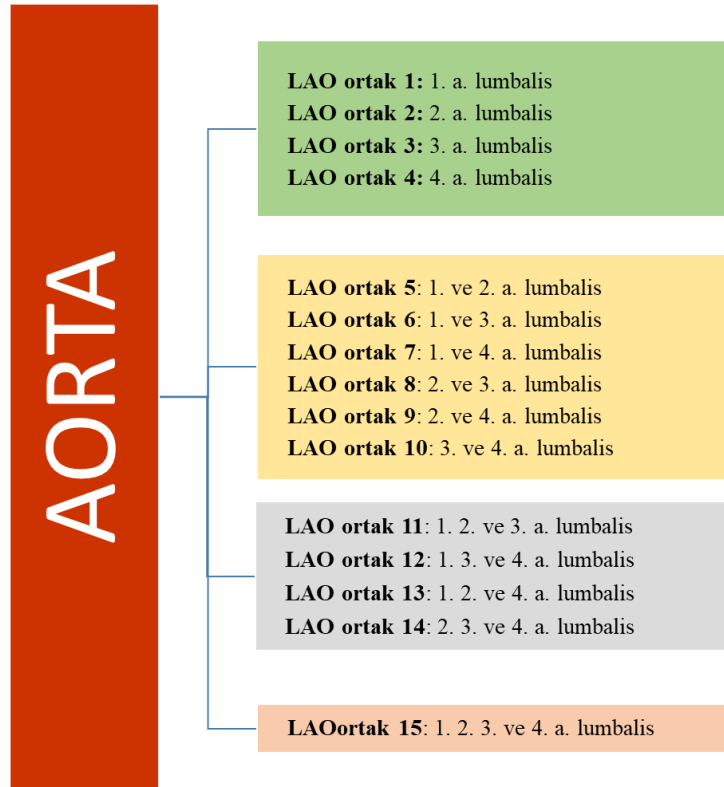 AORTA
LAO ortak 1: 1. a. lumbalis
LAO ortak 2: 2. a. lumbalis
LAO ortak 3: 3. a. lumbalis
LAO ortak 4: 4. a. lumbalis
LAO ortak 5: 1. ve 2. a. lumbalis
LAO ortak 6: 1. ve 3. a. lumbalis
LAO ortak 7: 1. ve 4. a. lumbalis
LAO ortak 8: 2. ve 3. a. lumbalis
LAO ortak 9: 2. ve 4. a. lumbalis
LAO ortak 10: 3. ve 4. a. lumbalis
LAO ortak 11: 1. 2. ve 3. a. lumbalis
LAO ortak 12: 1. 3. ve 4. a. lumbalis
LAO ortak 13: 1. 2. ve 4. a. lumbalis
LAO ortak 14: 2. 3. ve 4. a. lumbalis
LAOortak 15: 1. 2. 3. ve 4. a. lumbalis